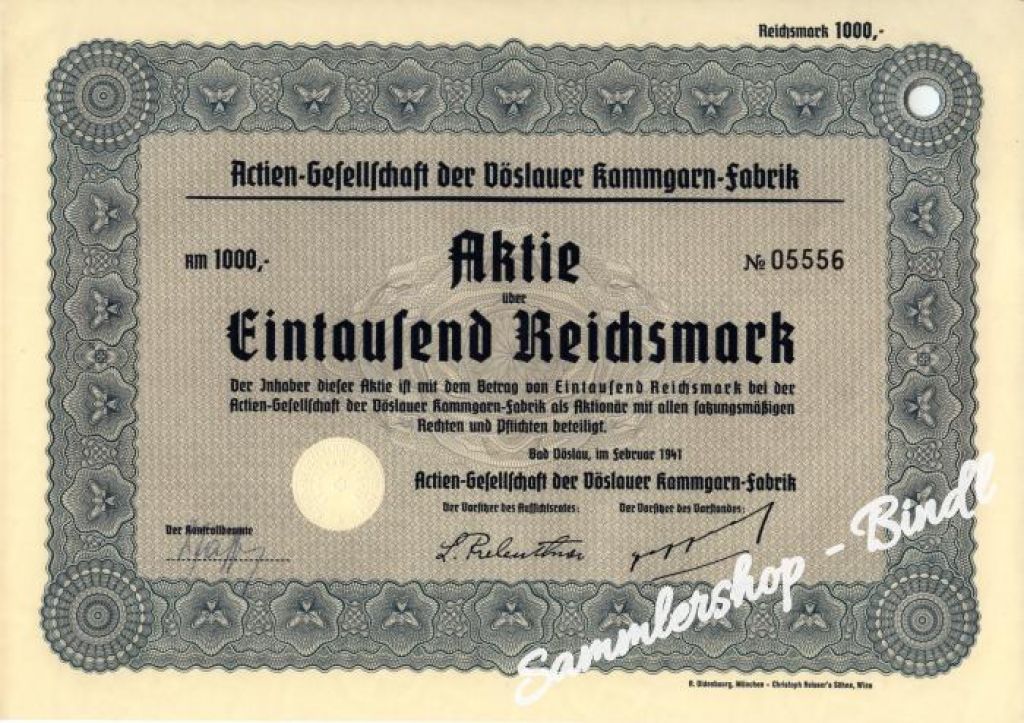 Reichsmark 1000,-
Actien-Gesellschaft der Vöslauer Kammgarn-Fabrik
RM 1000,-
Aktie
№ 05556
über
Eintausend Reichsmark
Der Inhaber dieser Aktie ist mit dem Betrag von Eintausend Reichsmark bei der
Actien-Gesellschaft der Vöslauer Kammgarn-Fabrik als Aktionär mit allen satzungsmäßigen
Rechten und Pflichten beteiligt.
Bad Vöslau, im Februar 1941
Actien-Gesellschaft der Vöslauer Kammgarn-Fabrik
Der Vorsitzer des Aufsichtsrates:
Der Vorsitzer des Vorstandes:
Der Kontrollbeamte
Sammlershop - Bindl
R. Oldenbourg, München - Christoph Reisser's Söhne, Wien